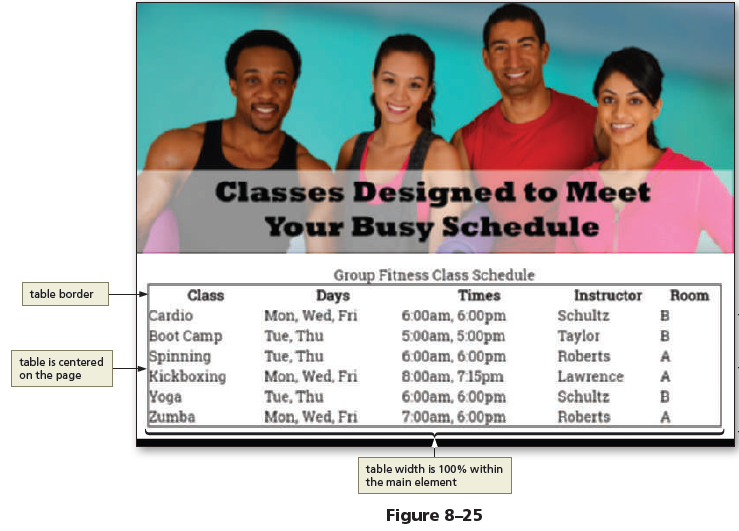 Classes Designed to Meet
Your Busy Schedule
Group Fitness Class Schedule
Class Days Times Instructor Room
Cardio Mon, Wed, Fri 6:00am, 6:00pm Schultz B
Boot Camp Tue, Thu 5:00am, 5:00pm Taylor B
Spinning Tue, Thu 6:00am, 6:00pm Roberts A
Kickboxing Mon, Wed, Fri 8:00am, 7:15pm Lawrence A
Yoga Tue, Thu 6:00am, 6:00pm Schultz B
Zumba Mon, Wed, Fri 7:00am, 6:00pm Roberts A
table border
table is centered
on the page
table width is 100% within
the main element
Figure 8–25